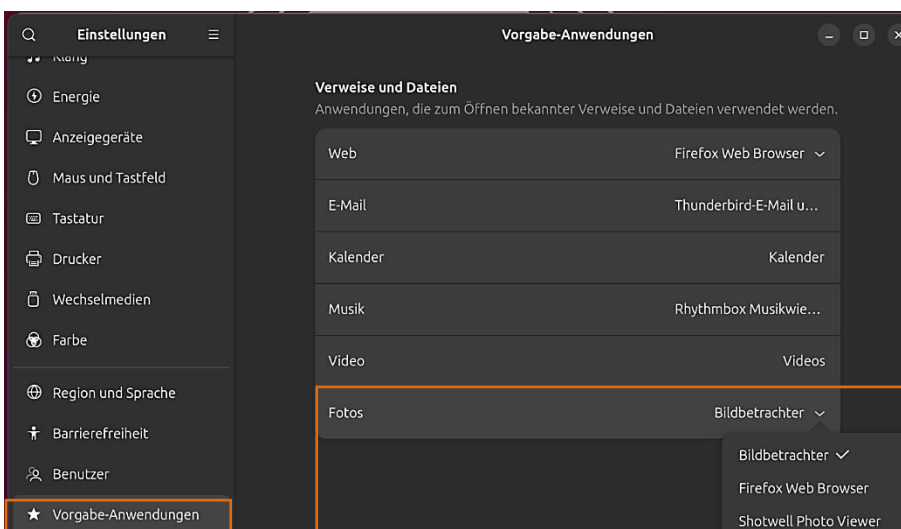 Einstellungen
Vorgabe-Anwendungen
Klang
Energie
Anzeigegeräte
Maus und Tastfeld
Tastatur
Drucker
Wechselmedien
Farbe
Region und Sprache
Barrierefreiheit
Benutzer
Vorgabe-Anwendungen
Verweise und Dateien
Anwendungen, die zum Öffnen bekannter Verweise und Dateien verwendet werden.
Web Firefox Web Browser
E-Mail Thunderbird-E-Mail u…
Kalender Kalender
Musik Rhythmbox Musikwie…
Video Videos
Fotos Bildbetrachter
Bildbetrachter
Firefox Web Browser
Shotwell Photo Viewer